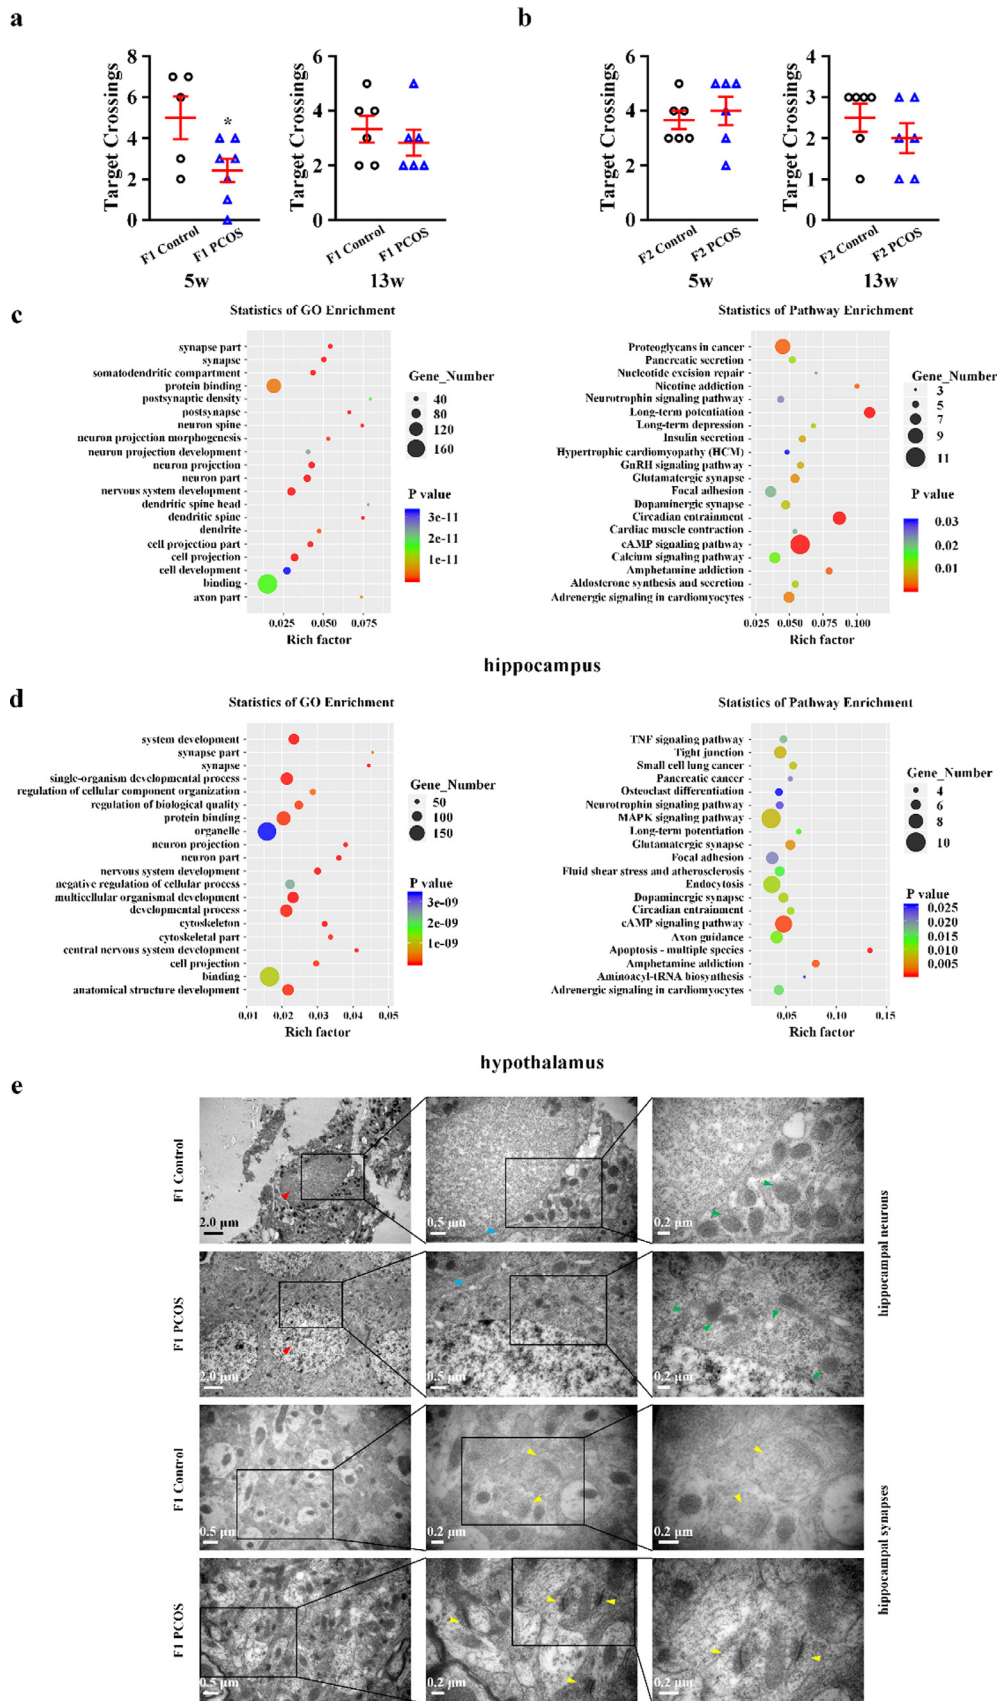 a
b
Target Crossings
8
6
4
2
0
*
F1 Control
F1 PCOS
5w
Target Crossings
6
4
2
0
F1 Control
F1 PCOS
13w
Target Crossings
6
4
2
0
F2 Control
F2 PCOS
5w
Target Crossings
4
3
2
1
0
F2 Control
F2 PCOS
13w
c
Statistics of GO Enrichment
synapse part
synapse
somatodendritic compartment
protein binding
postsynaptic density
postsynapse
neuron spine
neuron projection morphogenesis
neuron projection development
neuron projection
neuron part
nervous system development
dendritic spine head
dendritic spine
dendrite
cell projection part
cell projection
cell development
binding
axon part
0.025 0.050 0.075
Rich factor
Gene_Number
40
80
120
160
P value
3e-11
2e-11
1e-11
Statistics of Pathway Enrichment
Proteoglycans in cancer
Pancreatic secretion
Nucleotide excision repair
Nicotine addiction
Neurotrophin signaling pathway
Long-term potentiation
Long-term depression
Insulin secretion
Hypertrophic cardiomyopathy (HCM)
GnRH signaling pathway
Glutamatergic synapse
Focal adhesion
Dopaminergic synapse
Circadian entrainment
Cardiac muscle contraction
cAMP signaling pathway
Calcium signaling pathway
Amphetamine addiction
Aldosterone synthesis and secretion
Adrenergic signaling in cardiomyocytes
0.025 0.050 0.075 0.100
Rich factor
Gene_Number
3
5
7
9
11
P value
0.03
0.02
0.01
hippocampus
d
Statistics of GO Enrichment
system development
synapse part
synapse
single-organism developmental process
regulation of cellular component organization
regulation of biological quality
protein binding
organelle
neuron projection
neuron part
nervous system development
negative regulation of cellular process
multicellular organismal development
developmental process
cytoskeleton
cytoskeletal part
central nervous system development
cell projection
binding
anatomical structure development
0.01 0.02 0.03 0.04 0.05
Rich factor
Gene_Number
50
100
150
P value
3e-09
2e-09
1e-09
Statistics of Pathway Enrichment
TNF signaling pathway
Tight junction
Small cell lung cancer
Pancreatic cancer
Osteoclast differentiation
Neurotrophin signaling pathway
MAPK signaling pathway
Long-term potentiation
Glutamatergic synapse
Focal adhesion
Fluid shear stress and atherosclerosis
Endocytosis
Dopaminergic synapse
Circadian entrainment
cAMP signaling pathway
Axon guidance
Apoptosis - multiple species
Amphetamine addiction
Aminoacyl-tRNA biosynthesis
Adrenergic signaling in cardiomyocytes
0.05 0.10 0.15
Rich factor
Gene_Number
4
6
8
10
P value
0.025
0.020
0.015
0.010
0.005
hypothalamus
e
F1 Control
2.0 μm
0.5 μm
0.2 μm
F1 PCOS
2.0 μm
0.5 μm
0.2 μm
hippocampal neurons
F1 Control
0.5 μm
0.2 μm
0.2 μm
F1 PCOS
0.5 μm
0.2 μm
0.2 μm
hippocampal synapses